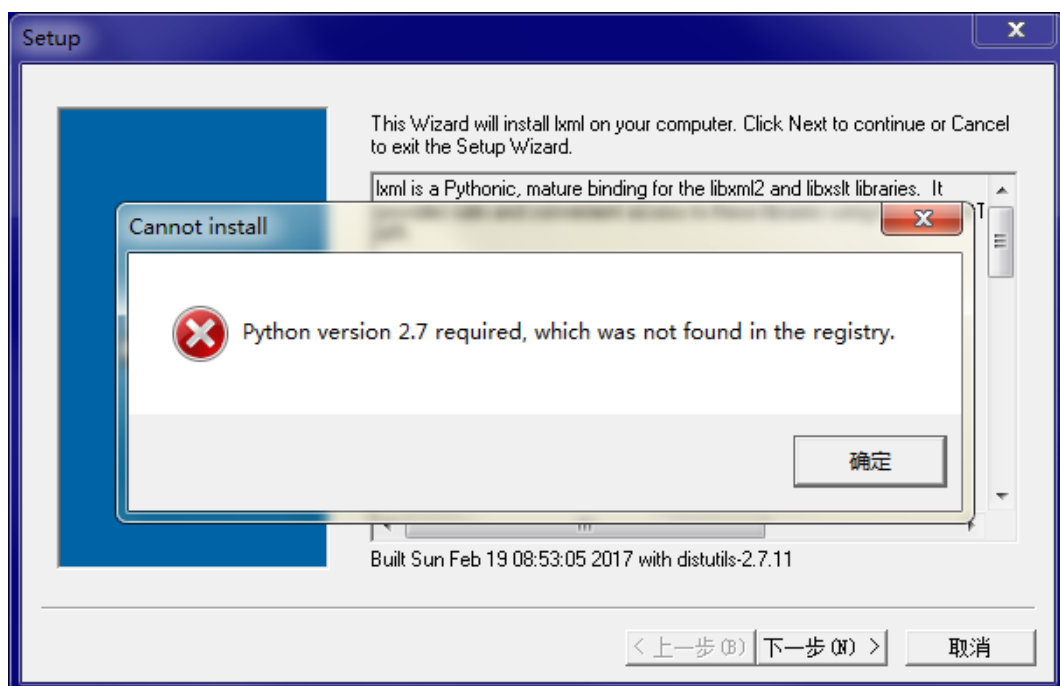 Setup
This Wizard will install lxml on your computer. Click Next to continue or Cancel
to exit the Setup Wizard.
lxml is a Pythonic, mature binding for the libxml2 and libxslt libraries. It
Cannot install
Python version 2.7 required, which was not found in the registry.
确定
Built Sun Feb 19 08:53:05 2017 with distutils-2.7.11
< 上一步(B)
下一步(N) >
取消